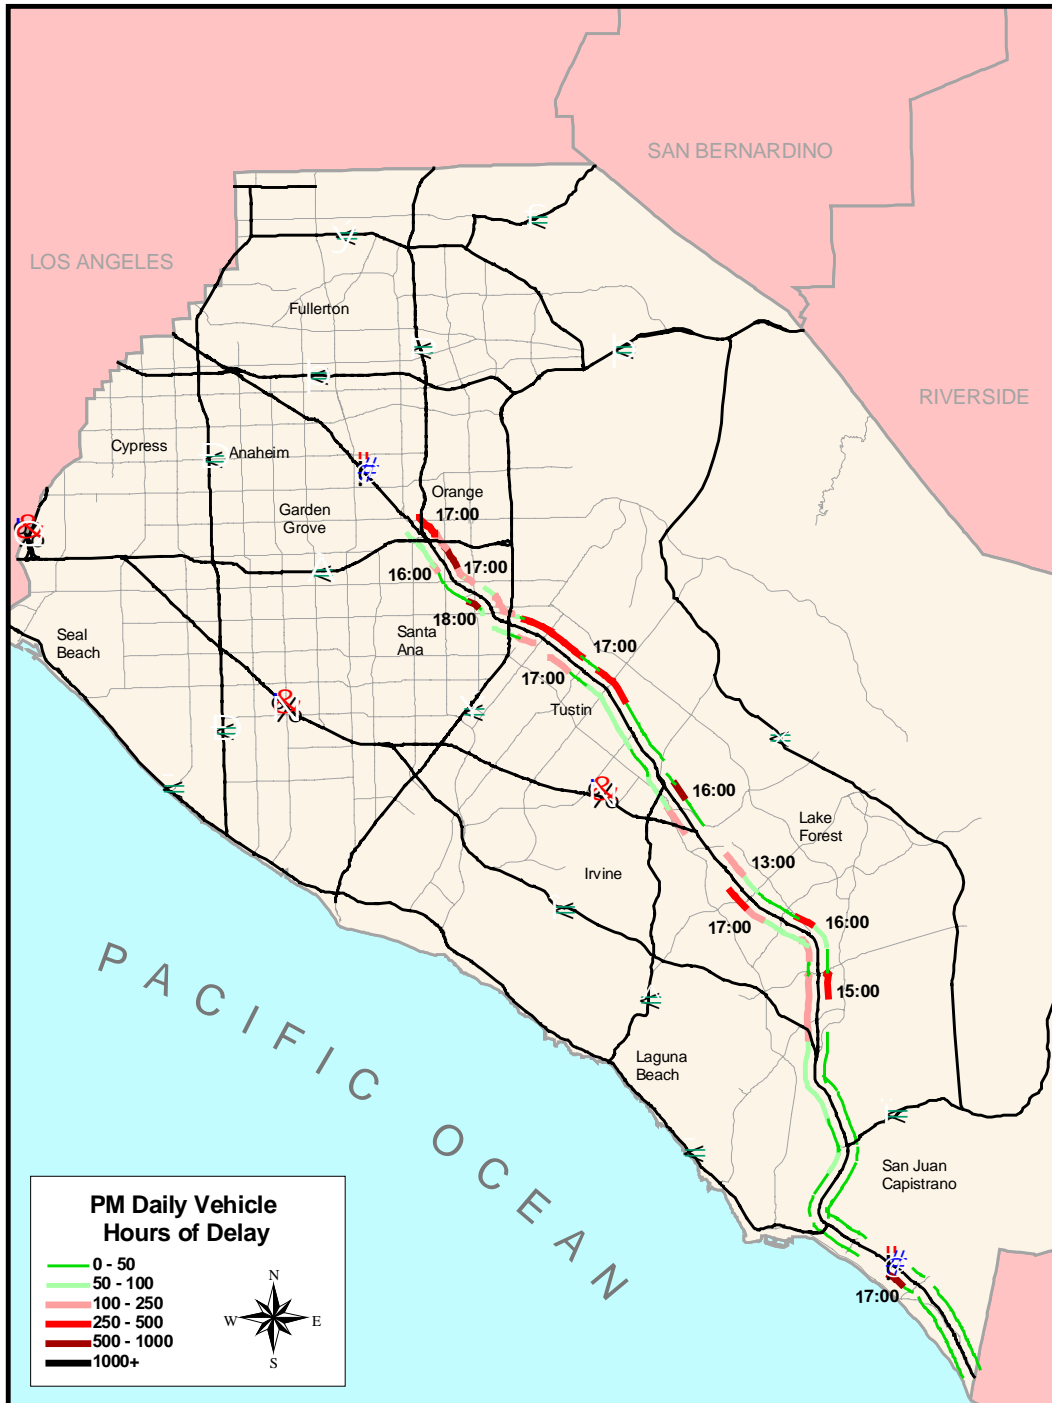 SAN BERNARDINO
LOS ANGELES
Fullerton
RIVERSIDE
Cypress
Anaheim
Orange
17:00
Garden
Grove
17:00
16:00
18:00
Seal
Beach
Santa
Ana
17:00
17:00
Tustin
16:00
Lake
Forest
13:00
Irvine
16:00
17:00
15:00
PACIFIC OCEAN
Laguna
Beach
San Juan
Capistrano
17:00
PM Daily Vehicle
Hours of Delay
0 - 50
50 - 100
100 - 250
250 - 500
500 - 1000
1000+
N
W E
S